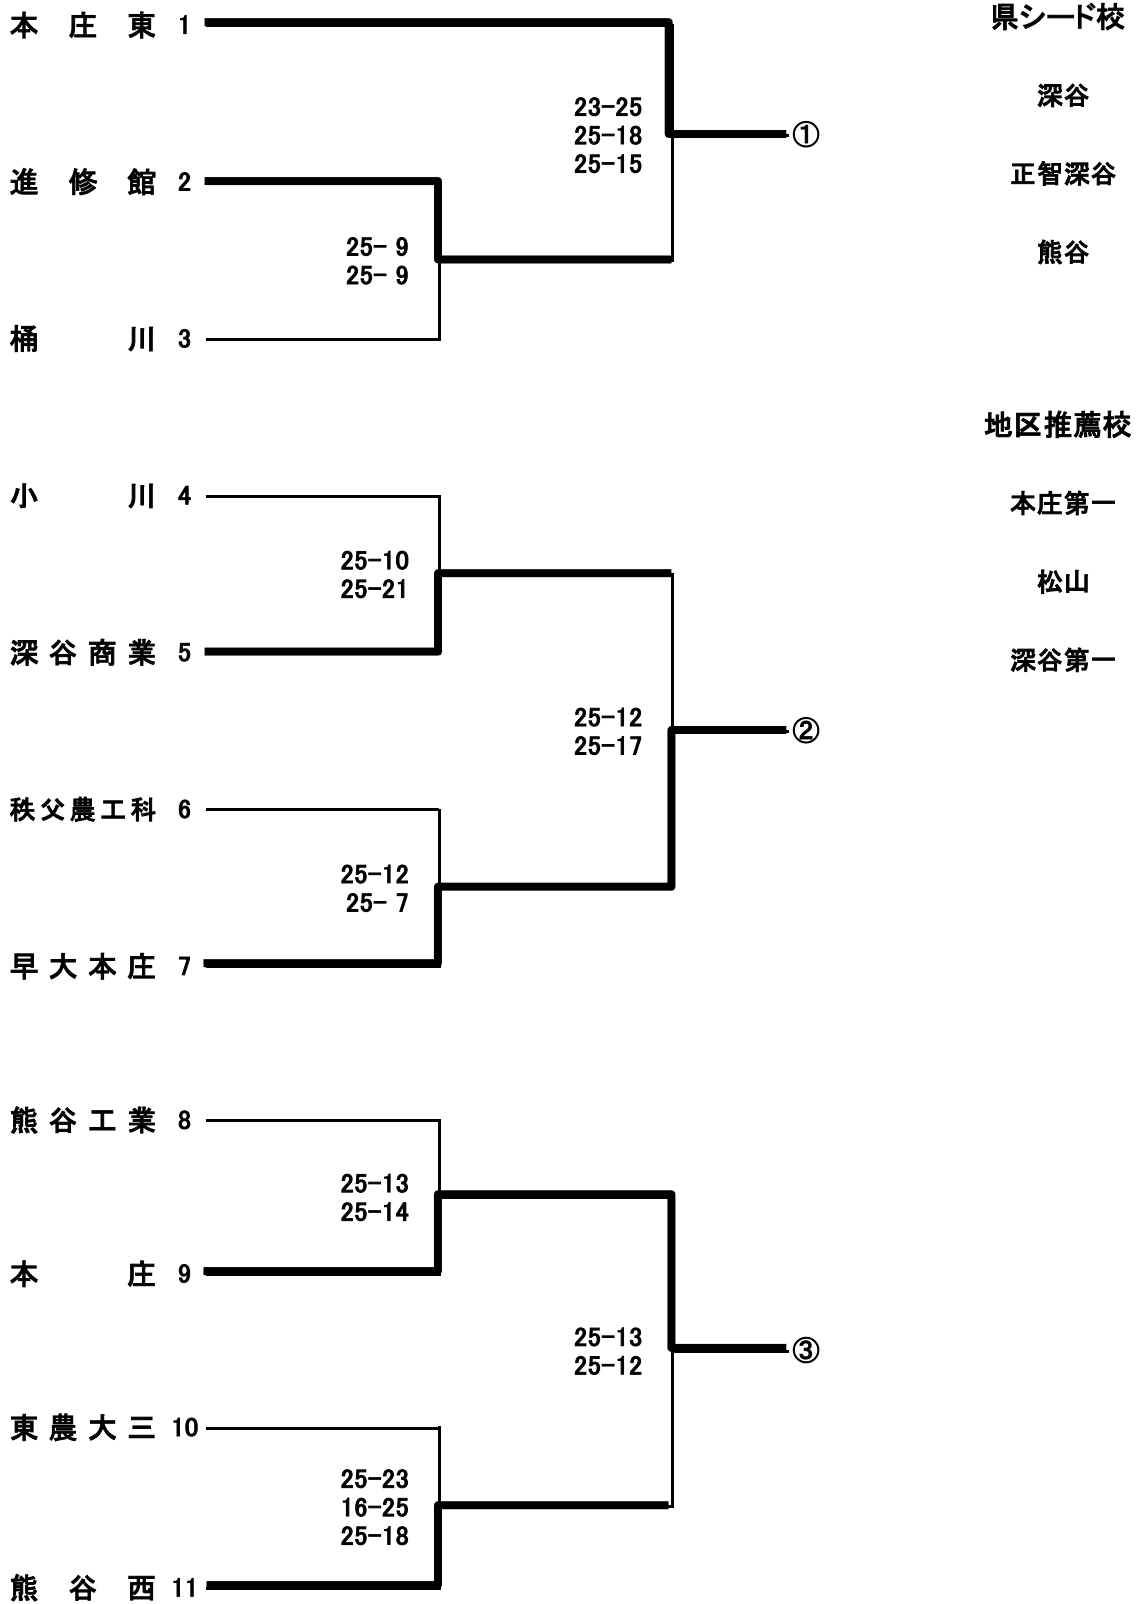 本庄東 1
23-25
25-18
25-15
①
進修館 2
25- 9
25- 9
桶川 3
小川 4
25-10
25-21
深谷商業 5
25-12
25-17
②
秩父農工科 6
25-12
25- 7
早大本庄 7
熊谷工業 8
25-13
25-14
本庄 9
25-13
25-12
③
東農大三 10
25-23
16-25
25-18
熊谷西 11
県シード校
深谷
正智深谷
熊谷
地区推薦校
本庄第一
松山
深谷第一